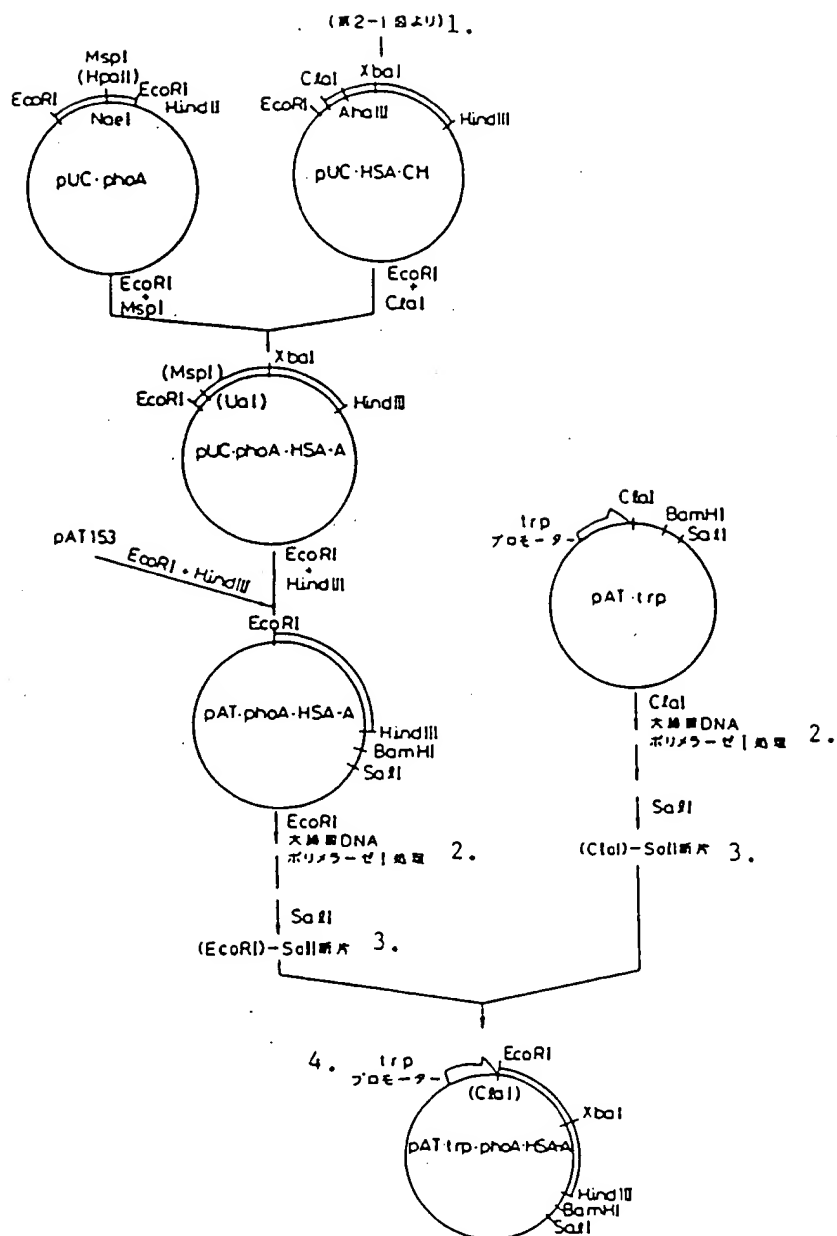 (第2-1図より) 1.
MspI
(HpaII)
EcoRI
EcoRI
HindII
NaeI
pUC·phoA
XbaI
ClaI
EcoRI
AhaIII
HindIII
pUC·HSA·CH
EcoRI
+
MspI
EcoRI
+
ClaI
XbaI
(MspI)
EcoRI
(UaI)
HindIII
pUC·phoA·HSA-A
pAT153
EcoRI + HindIII
EcoRI
+
HindIII
ClaI
trp
プロモーター
BamHI
SalI
pAT·trp
EcoRI
pAT·phoA·HSA-A
HindIII
BamHI
SalI
ClaI
大腸菌DNA
ポリメラーゼI処理 2.
SalI
(ClaI)-SalI断片 3.
EcoRI
大腸菌DNA
ポリメラーゼI処理 2.
SalI
(EcoRI)-SalI断片 3.
4. trp
プロモーター
EcoRI
(ClaI)
XbaI
pAT·trp·phoA·HSA-A
HindIII
BamHI
SalI